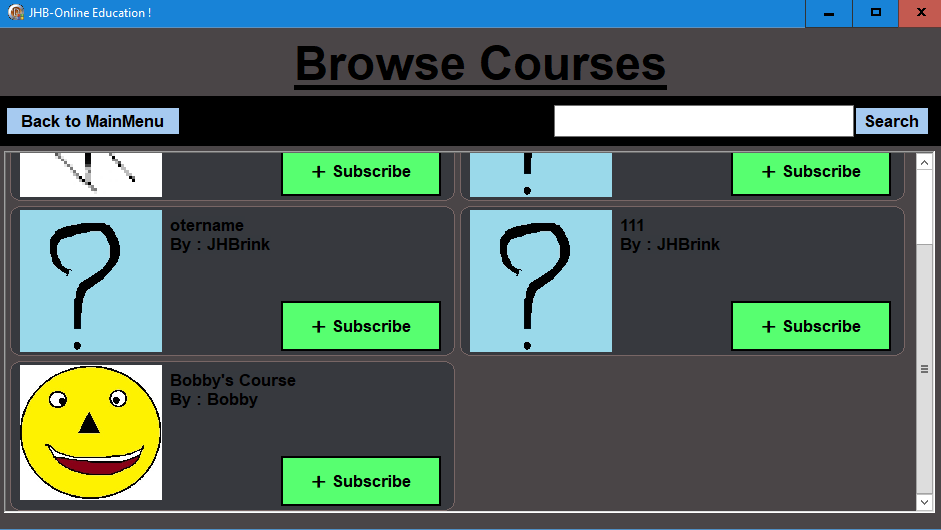 JHB-Online Education !
Browse Courses
Back to MainMenu
Search
+ Subscribe
+ Subscribe
otername
By : JHBrink
+ Subscribe
111
By : JHBrink
+ Subscribe
Bobby's Course
By : Bobby
+ Subscribe